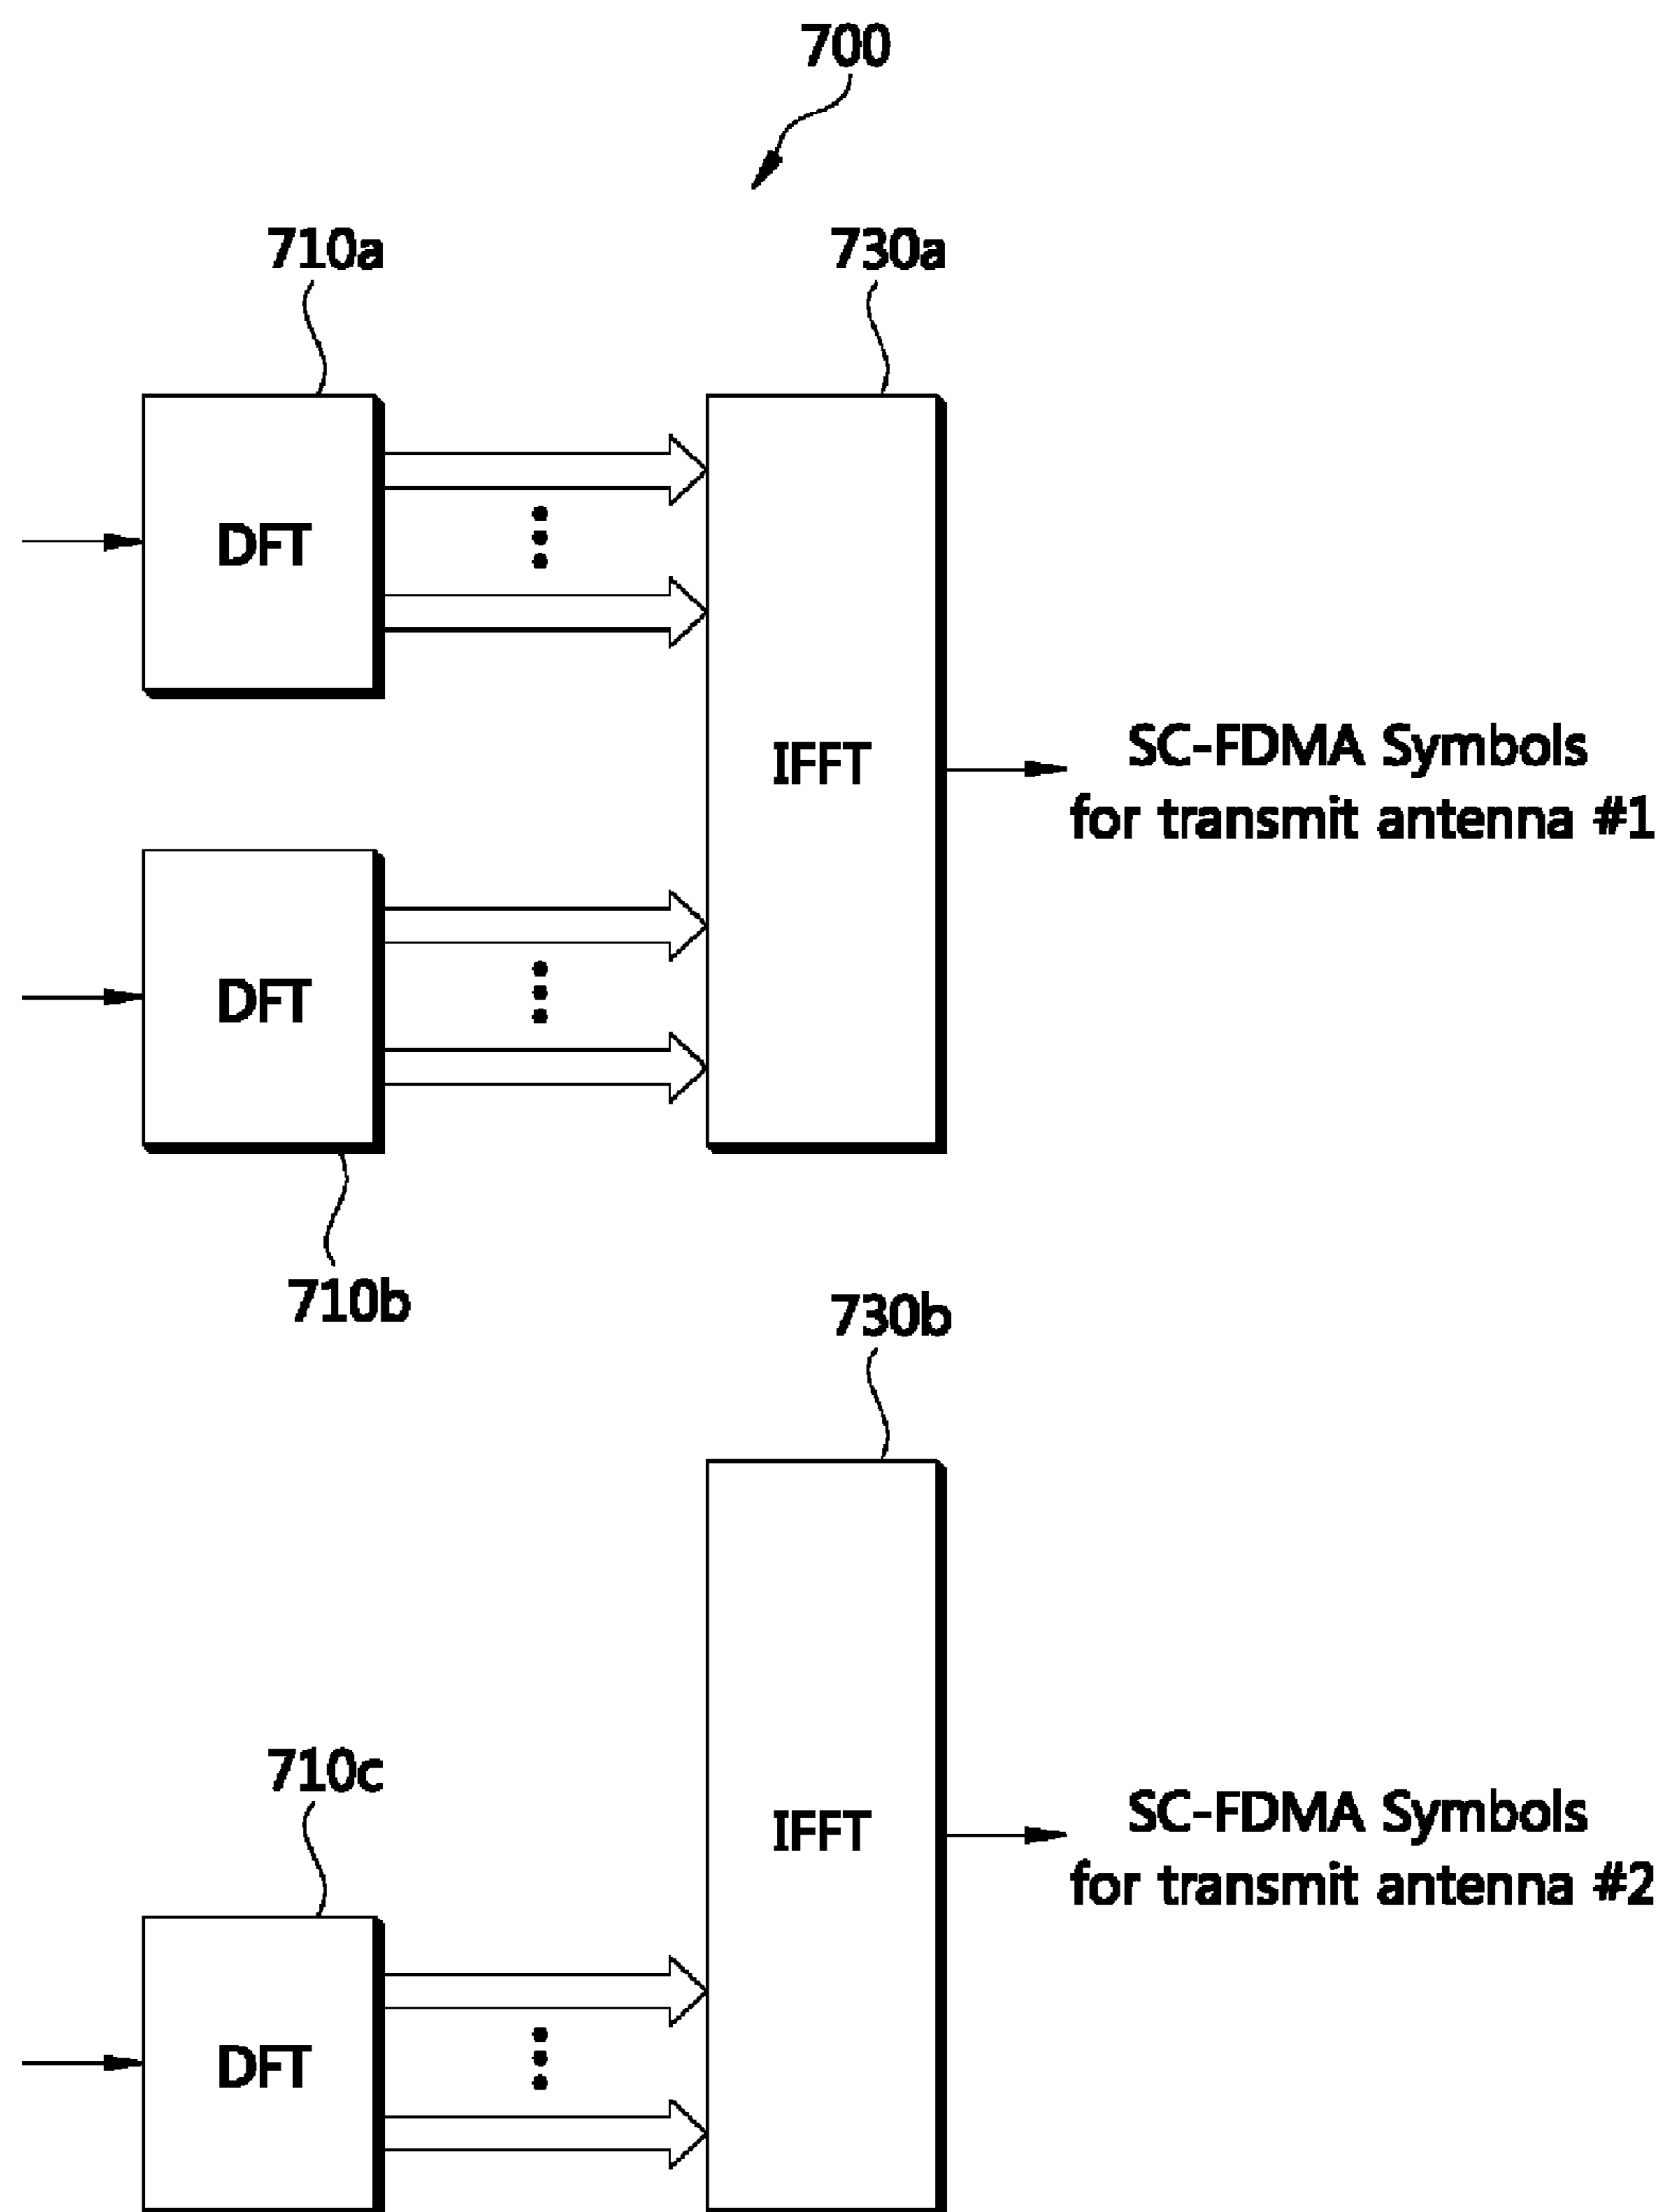 700
710a
730a
DFT
IFFT
SC-FDMA Symbols
for transmit antenna #1
DFT
710b
730b
710c
IFFT
SC-FDMA Symbols
for transmit antenna #2
DFT